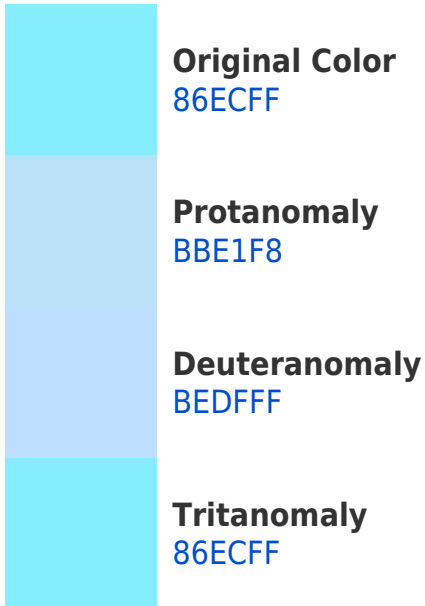 Original Color
86ECFF
Protanomaly
BBE1F8
Deuteranomaly
BEDFFF
Tritanomaly
86ECFF